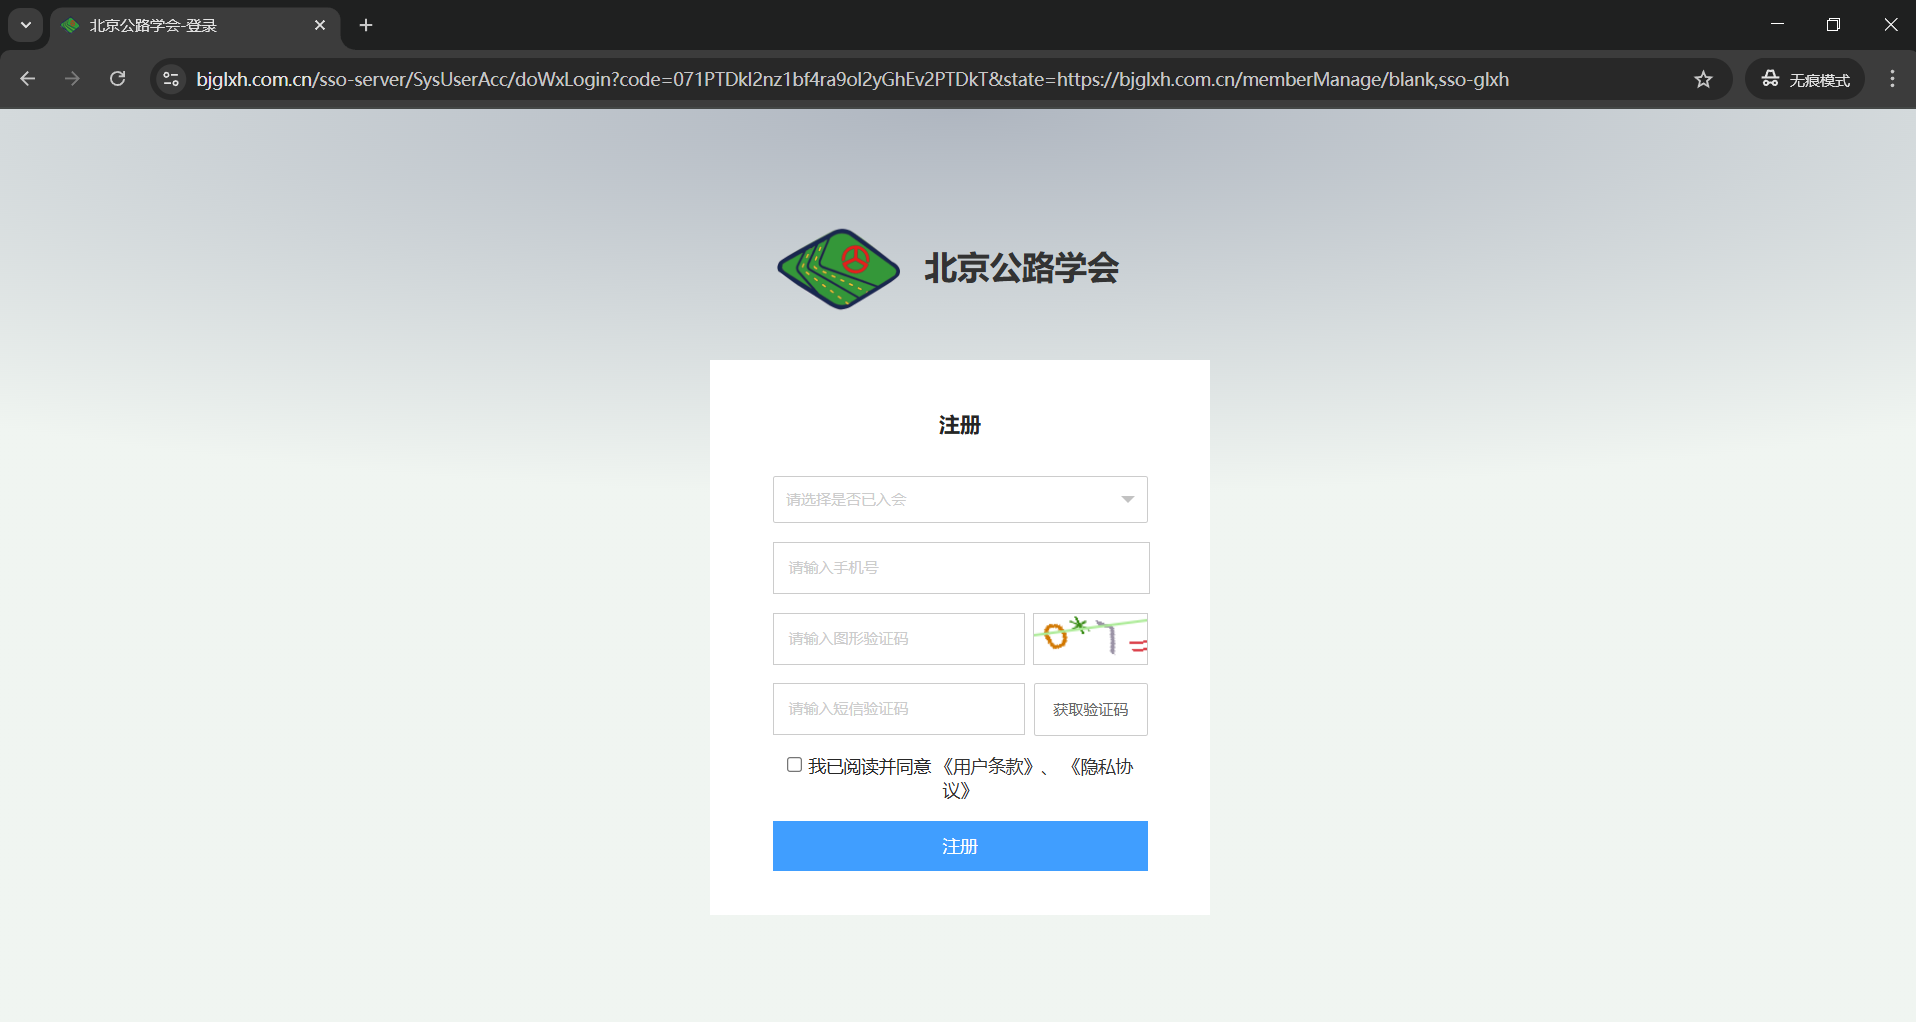 北京公路学会-登录
bjglxh.com.cn/sso-server/SysUserAcc/doWxLogin?code=071PTDkl2nz1bf4ra9ol2yGhEv2PTDkT&state=https://bjglxh.com.cn/memberManage/blank,sso-glxh
无痕模式
北京公路学会
注册
请选择是否已入会
请输入手机号
请输入图形验证码
0*1=
请输入短信验证码
获取验证码
我已阅读并同意 《用户条款》、 《隐私协
议》
注册